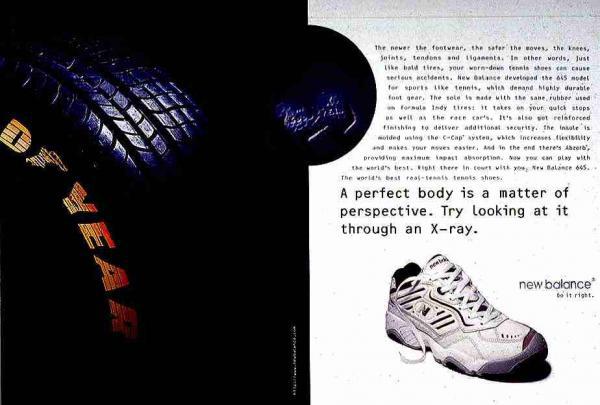 OD YEAR
The newer the footwear, the safer the moves, the knees,
joints, tendons and ligaments. In other words, just
like bald tires, your worn-down tennis shoes can cause
serious accidents. New Balance developed the 645 model
for sports like tennis, which demand highly durable
foot gear. The sole is made with the same rubber used
on formula Indy tires: it takes on your quick stops
as well as the race car's. It's also got reinforced
finishing to deliver additional security. The insole is
molded using the C-Cap® system, which increases flexibility
and makes your moves easier. And in the end there's Abzorb®,
providing maximum impact absorption. Now you can play with
the world's best. Right there in court with you, New Balance 645.
The world's best real-tennis tennis shoes.
A perfect body is a matter of
perspective. Try looking at it
through an X-ray.
new balance®
Do it right.